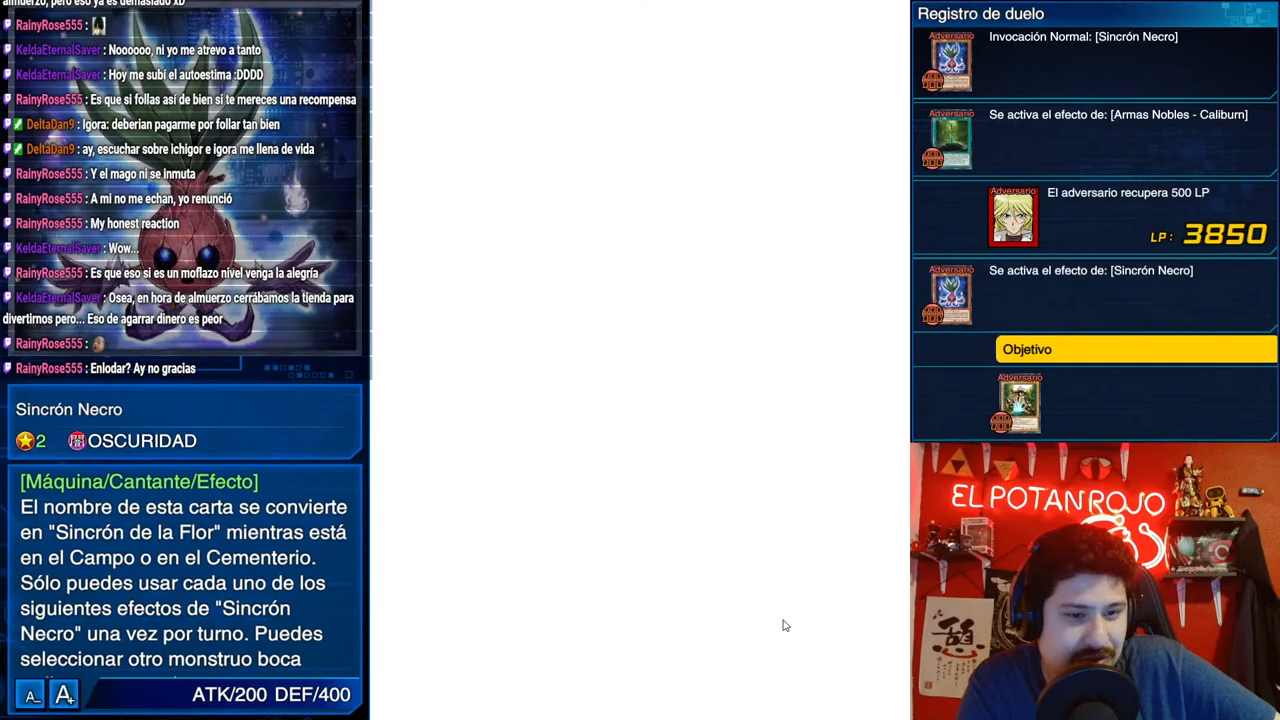 almuerzo, pero eso ya es demasiado XD
RainyRose555 :
KeldaEternalSaver : Noooooo, ni yo me atrevo a tanto
KeldaEternalSaver : Hoy me subí el autoestima :DDDD
RainyRose555 : Es que si follas así de bien si te mereces una recompensa
DeltaDan9 : Igora: deberian pagarme por follar tan bien
DeltaDan9 : ay, escuchar sobre ichigor e Igora me llena de vida
RainyRose555 : Y el mago ni se inmuta
RainyRose555 : A mI no me echan, yo renunció
RainyRose555 : My honest reaction
KeldaEternalSaver : Wow...
RainyRose555 : Es que eso si es un moflazo nivel venga la alegría
KeldaEternalSaver : Osea, en hora de almuerzo cerrábamos la tienda para
divertirnos pero... Eso de agarrar dinero es peor
RainyRose555 :
RainyRose555 : Enlodar? Ay no gracias
Sincrón Necro
2 OSCURIDAD
[Máquina/Cantante/Efecto]
El nombre de esta carta se convierte
en "Sincrón de la Flor" mientras está
en el Campo o en el Cementerio.
Sólo puedes usar cada uno de los
siguientes efectos de "Sincrón
Necro" una vez por turno. Puedes
seleccionar otro monstruo boca
A- A+ ATK/200 DEF/400
Registro de duelo
Adversario
Invocación Normal: [Sincrón Necro]
Adversario
Se activa el efecto de: [Armas Nobles - Caliburn]
Adversario
El adversario recupera 500 LP
LP: 3850
Adversario
Se activa el efecto de: [Sincrón Necro]
Objetivo
Adversario
EL POTAN ROJO